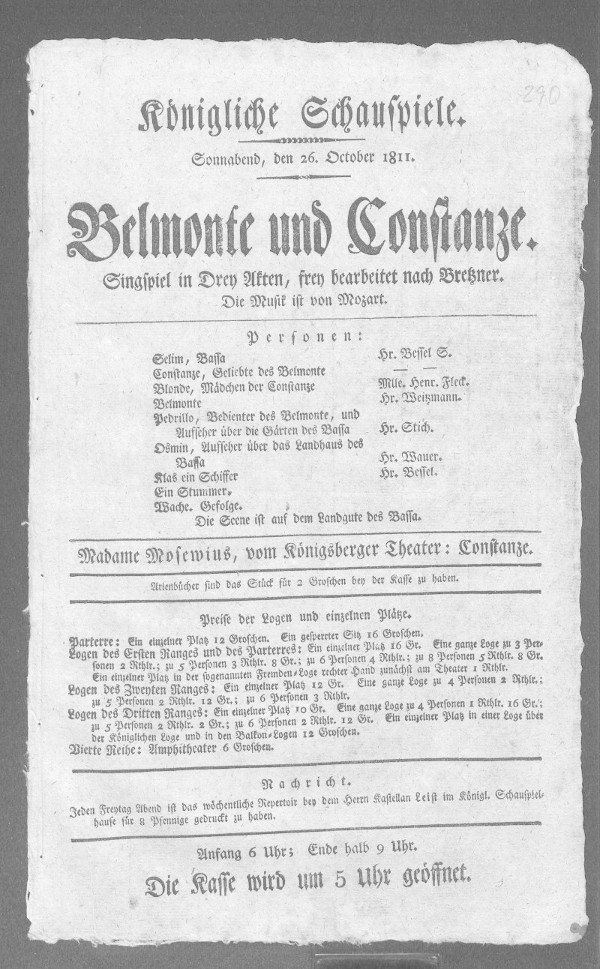 290
Königliche Schauspiele.
Sonnabend, den 26. October 1811.
Belmonte und Constanze.
Singspiel in Drey Akten, frey bearbeitet nach Bretzner.
Die Musik ist von Mozart.
Personen:
Selim, Bassa Hr. Bessel S.
Constanze, Geliebte des Belmonte — —
Blonde, Mädchen der Constanze Mlle. Henr. Fleck.
Belmonte Hr. Weitzmann.
Pedrillo, Bedienter des Belmonte, und
Aufseher über die Gärten des Bassa Hr. Stich.
Osmin, Aufseher über das Landhaus des
Bassa Hr. Wauer.
Klas ein Schiffer Hr. Bessel.
Ein Stummer.
Wache. Gefolge.
Die Scene ist auf dem Landgute des Bassa.
Madame Mosewius, vom Königsberger Theater: Constanze.
Arienbücher sind das Stück für 2 Groschen bey der Kasse zu haben.
Preise der Logen und einzelnen Plätze.
Parterre: Ein einzelner Platz 12 Groschen. Ein gesperrter Sitz 16 Groschen.
Logen des Ersten Ranges und des Parterres: Ein einzelner Platz 16 Gr. Eine ganze Loge zu 3 Per-
sonen 2 Rthlr.; zu 5 Personen 3 Rthlr. 8 Gr.; zu 6 Personen 4 Rthlr.; zu 8 Personen 5 Rthlr. 8 Gr.
Ein einzelner Platz in der sogenannten Fremden-Loge rechter Hand zunächst am Theater 1 Rthlr.
Logen des Zweyten Ranges: Ein einzelner Platz 12 Gr. Eine ganze Loge zu 4 Personen 2 Rthlr.;
zu 5 Personen 2 Rthlr. 12 Gr.; zu 6 Personen 3 Rthlr.
Logen des Dritten Ranges: Ein einzelner Platz 10 Gr. Eine ganze Loge zu 4 Personen 1 Rthlr. 16 Gr.;
zu 5 Personen 2 Rthlr. 2 Gr.; zu 6 Personen 2 Rthlr. 12 Gr. Ein einzelner Platz in einer Loge über
der Königlichen Loge und in den Balkon-Logen 12 Groschen.
Vierte Reihe: Amphitheater 6 Groschen.
Nachricht.
Jeden Freytag Abend ist das wöchentliche Repertoir bey dem Herrn Kastellan Leist im Königl. Schauspiel-
hause für 8 Pfennige gedruckt zu haben.
Anfang 6 Uhr; Ende halb 9 Uhr.
Die Kasse wird um 5 Uhr geöffnet.